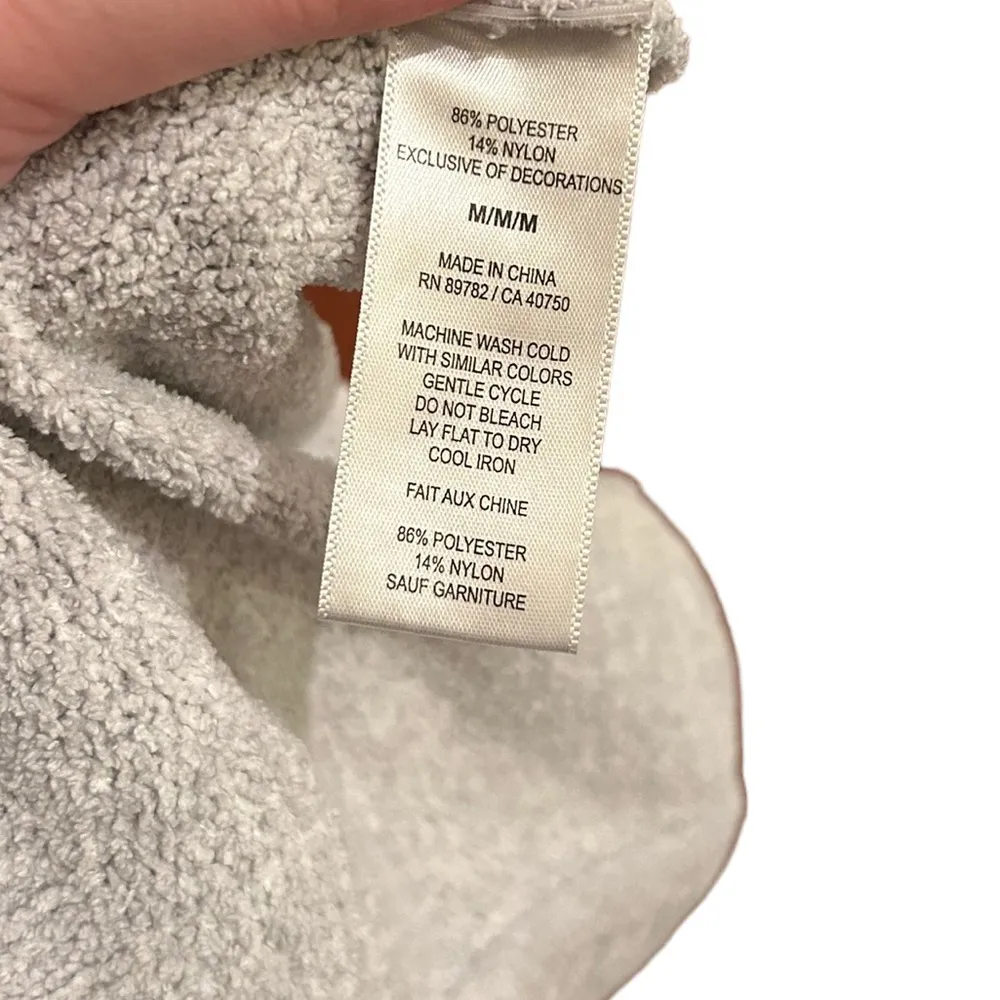 86% POLYESTER
14% NYLON
EXCLUSIVE OF DECORATIONS
M/M/M
MADE IN CHINA
RN 89782 / CA 40750
MACHINE WASH COLD
WITH SIMILAR COLORS
GENTLE CYCLE
DO NOT BLEACH
LAY FLAT TO DRY
COOL IRON
FAIT AUX CHINE
86% POLYESTER
14% NYLON
SAUF GARNITURE